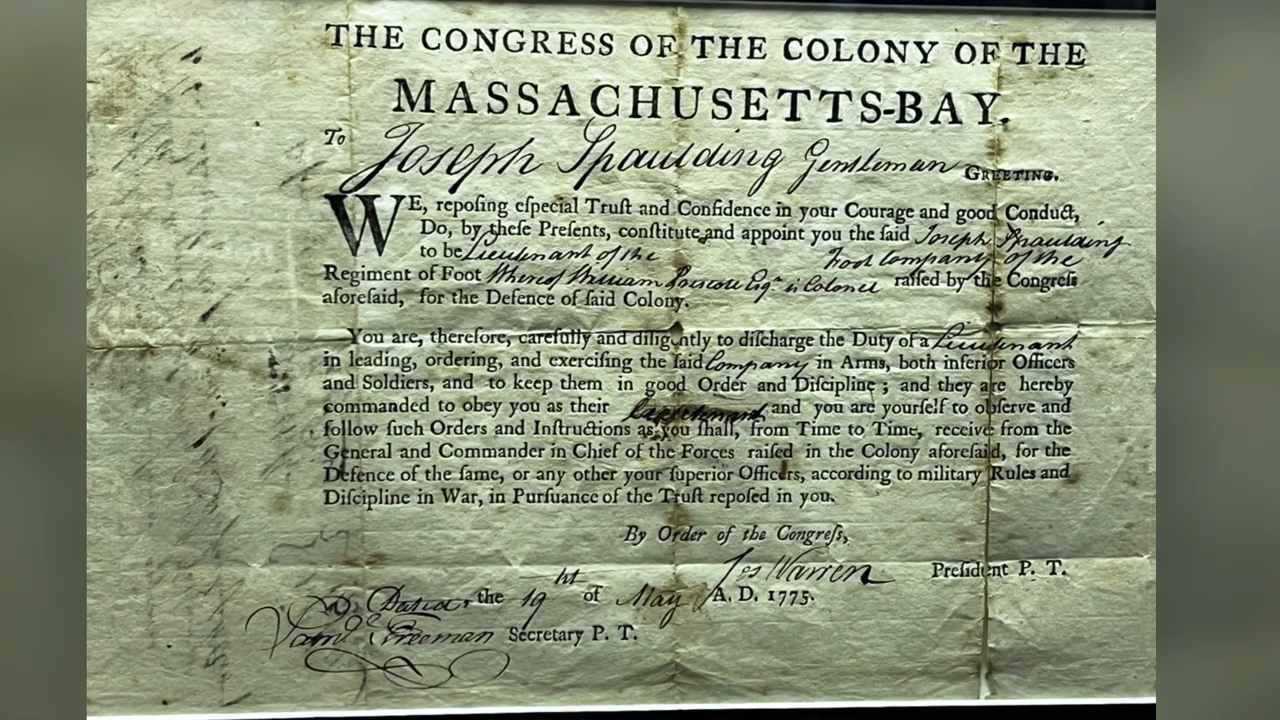 THE CONGRESS OF THE COLONY OF THE
MASSACHUSETTS-BAY.
To Joseph Spaulding Gentleman GREETING.
WE, repoſing eſpecial Truſt and Confidence in your Courage and good Conduct,
Do, by theſe Preſents, conſtitute and appoint you the ſaid Joseph Spaulding
to be Lieutenant of the Foot Company of the
Regiment of Foot Whereof William Prescott Esqr is Colonel raiſed by the Congreſs
aforeſaid, for the Defence of ſaid Colony.
You are, therefore, carefully and diligently to diſcharge the Duty of a Lieutenant
in leading, ordering, and exerciſing the ſaid Company in Arms, both inferior Officers
and Soldiers, and to keep them in good Order and Diſcipline; and they are hereby
commanded to obey you as their Lieutenant and you are yourſelf to obſerve and
follow ſuch Orders and Inſtructions as you ſhall, from Time to Time, receive from the
General and Commander in Chief of the Forces raiſed in the Colony aforeſaid, for the
Defence of the ſame, or any other your ſuperior Officers, according to military Rules and
Diſcipline in War, in Purſuance of the Truſt repoſed in you.
By Order of the Congreſs,
Jos Warren Preſident P. T.
Dated, the 19th of May A. D. 1775.
Saml Freeman Secretary P. T.